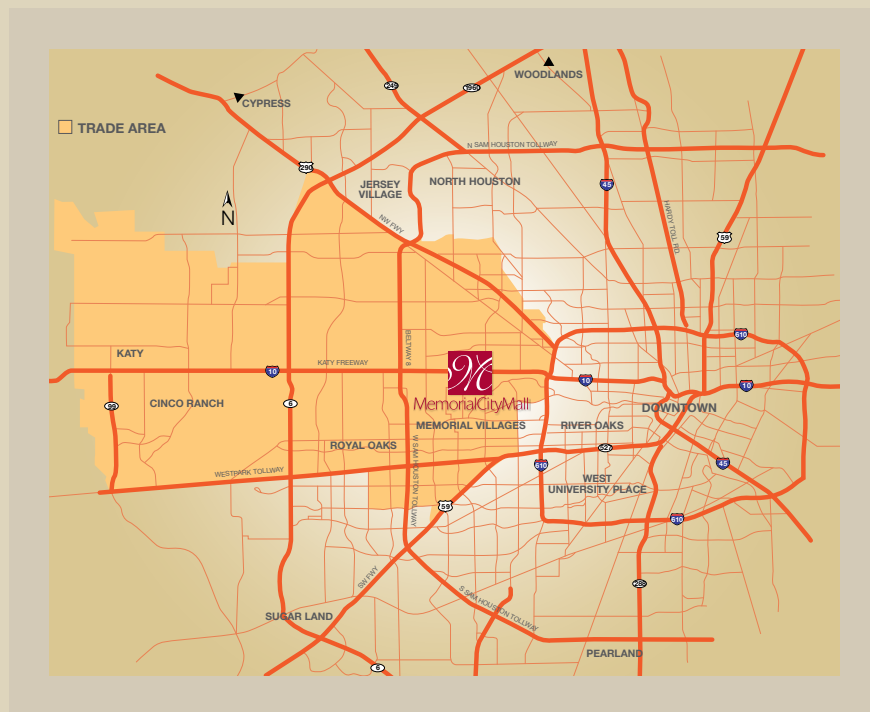 WOODLANDS
249
1960
CYPRESS
TRADE AREA
N SAM HOUSTON TOLLWAY
290
JERSEY
VILLAGE
NORTH HOUSTON
45
N
HARDY TOLL RD
NW FWY
59
BELTWAY 8
610
KATY
KATY FREEWAY
10
M
10
10
99
CINCO RANCH
6
MemorialCityMall
DOWNTOWN
MEMORIAL VILLAGES
RIVER OAKS
ROYAL OAKS
527
WESTPARK TOLLWAY
W SAM HOUSTON TOLLWAY
610
45
WEST
UNIVERSITY PLACE
59
610
SW FWY
288
S SAM HOUSTON TOLLWAY
SUGAR LAND
PEARLAND
6